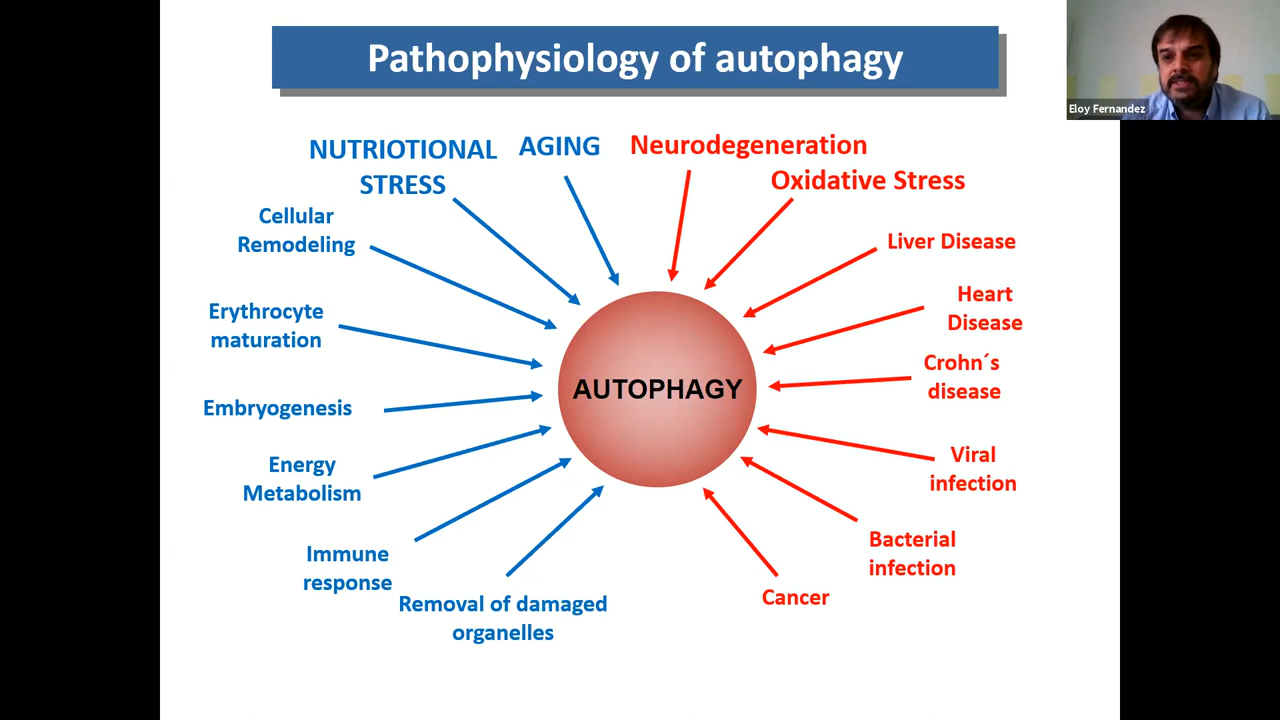 Pathophysiology of autophagy
Eloy Fernandez
NUTRIOTIONAL
STRESS
AGING
Neurodegeneration
Oxidative Stress
Cellular
Remodeling
Liver Disease
Erythrocyte
maturation
Heart
Disease
Crohn´s
disease
AUTOPHAGY
Embryogenesis
Energy
Metabolism
Viral
infection
Immune
response
Bacterial
infection
Removal of damaged
organelles
Cancer